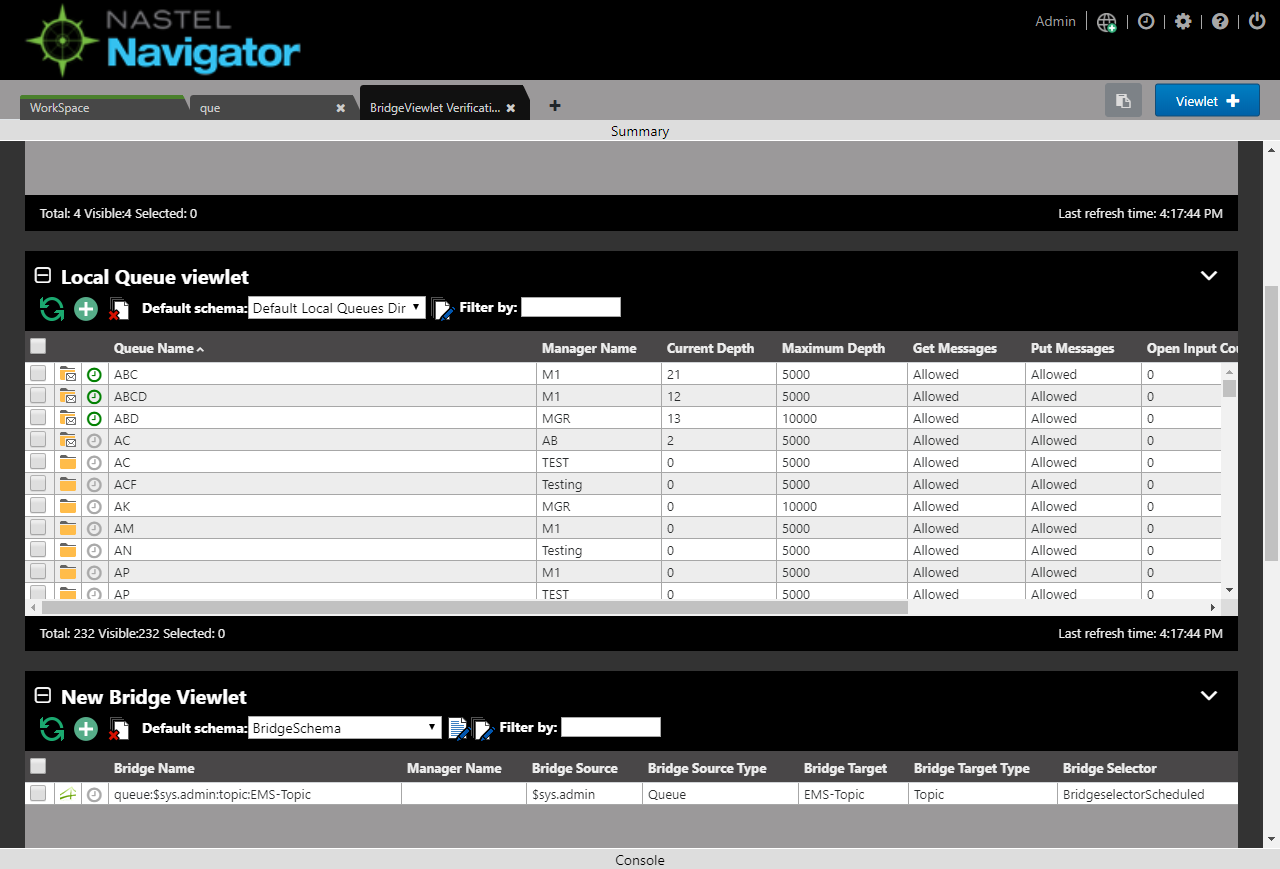 NASTEL
Navigator
Admin
WorkSpace
que
BridgeViewlet Verificati...
Viewlet
Summary
Total: 4 Visible:4 Selected: 0
Last refresh time: 4:17:44 PM
Local Queue viewlet
Default schema: Default Local Queues Dir Filter by:
Queue Name Manager Name Current Depth Maximum Depth Get Messages Put Messages Open Input Cou
ABC M1 21 5000 Allowed Allowed 0
ABCD M1 12 5000 Allowed Allowed 0
ABD MGR 13 10000 Allowed Allowed 0
AC AB 2 5000 Allowed Allowed 0
AC TEST 0 5000 Allowed Allowed 0
ACF Testing 0 5000 Allowed Allowed 0
AK MGR 0 10000 Allowed Allowed 0
AM M1 0 5000 Allowed Allowed 0
AN Testing 0 5000 Allowed Allowed 0
AP M1 0 5000 Allowed Allowed 0
AP TEST 0 5000 Allowed Allowed 0
Total: 232 Visible:232 Selected: 0
Last refresh time: 4:17:44 PM
New Bridge Viewlet
Default schema: BridgeSchema Filter by:
Bridge Name Manager Name Bridge Source Bridge Source Type Bridge Target Bridge Target Type Bridge Selector
queue:$sys.admin:topic:EMS-Topic $sys.admin Queue EMS-Topic Topic BridgeselectorScheduled
Console